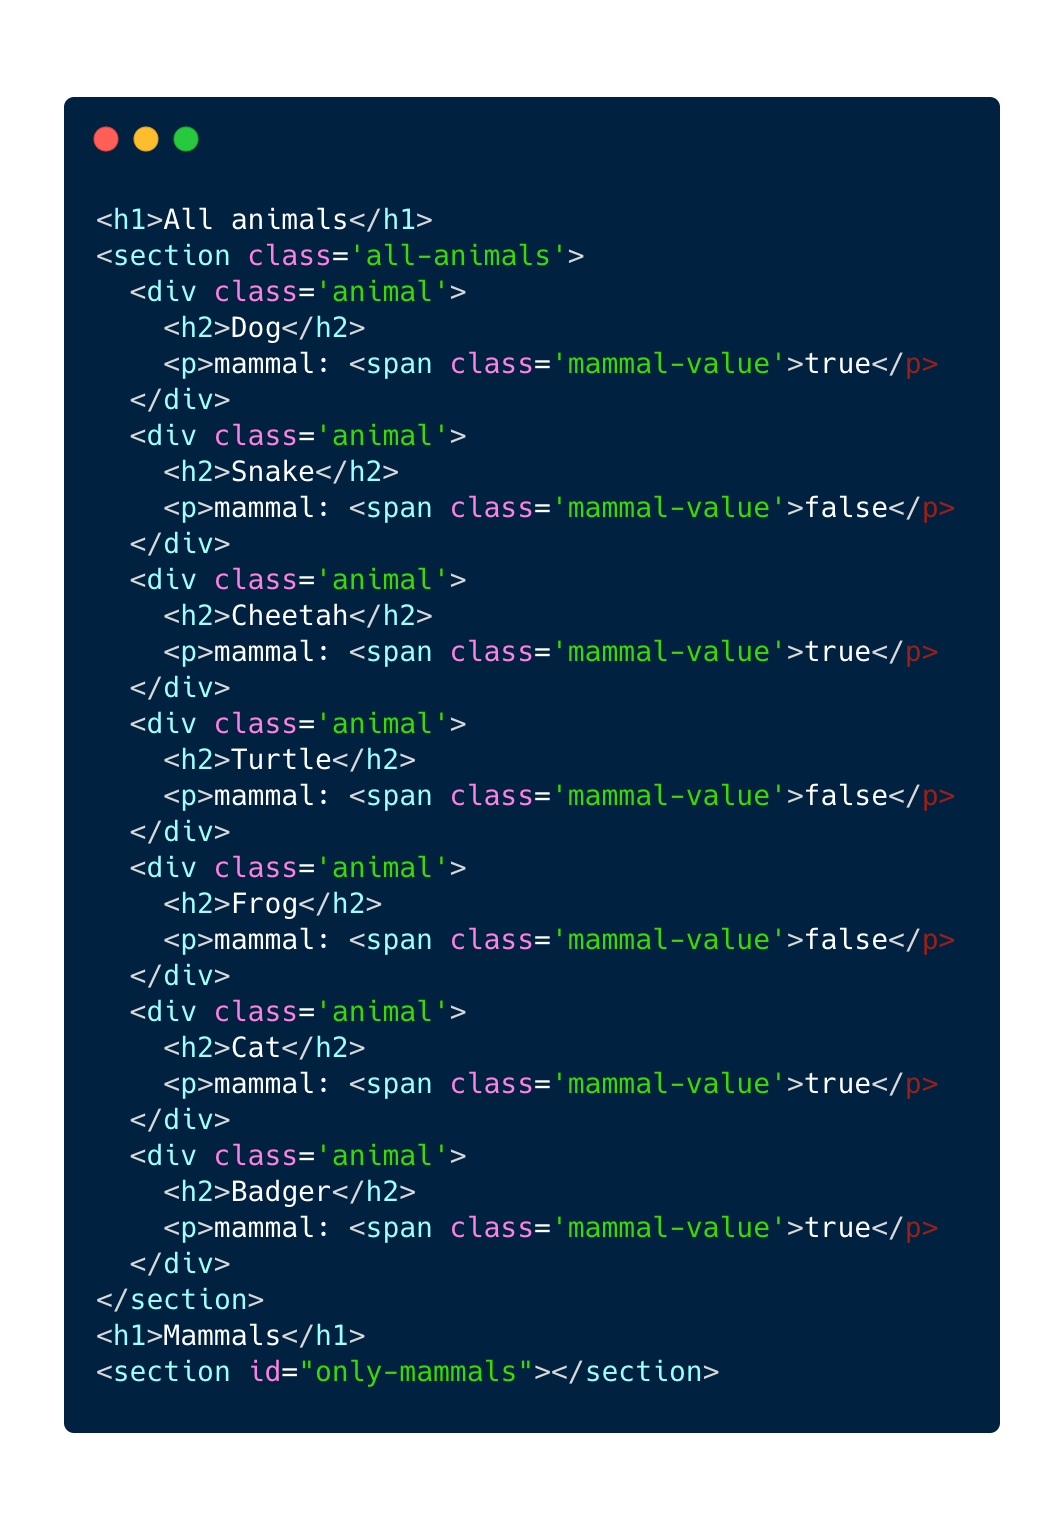 <h1>All animals</h1>
<section class='all-animals'>
  <div class='animal'>
    <h2>Dog</h2>
    <p>mammal: <span class='mammal-value'>true</p>
  </div>
  <div class='animal'>
    <h2>Snake</h2>
    <p>mammal: <span class='mammal-value'>false</p>
  </div>
  <div class='animal'>
    <h2>Cheetah</h2>
    <p>mammal: <span class='mammal-value'>true</p>
  </div>
  <div class='animal'>
    <h2>Turtle</h2>
    <p>mammal: <span class='mammal-value'>false</p>
  </div>
  <div class='animal'>
    <h2>Frog</h2>
    <p>mammal: <span class='mammal-value'>false</p>
  </div>
  <div class='animal'>
    <h2>Cat</h2>
    <p>mammal: <span class='mammal-value'>true</p>
  </div>
  <div class='animal'>
    <h2>Badger</h2>
    <p>mammal: <span class='mammal-value'>true</p>
  </div>
</section>
<h1>Mammals</h1>
<section id="only-mammals"></section>